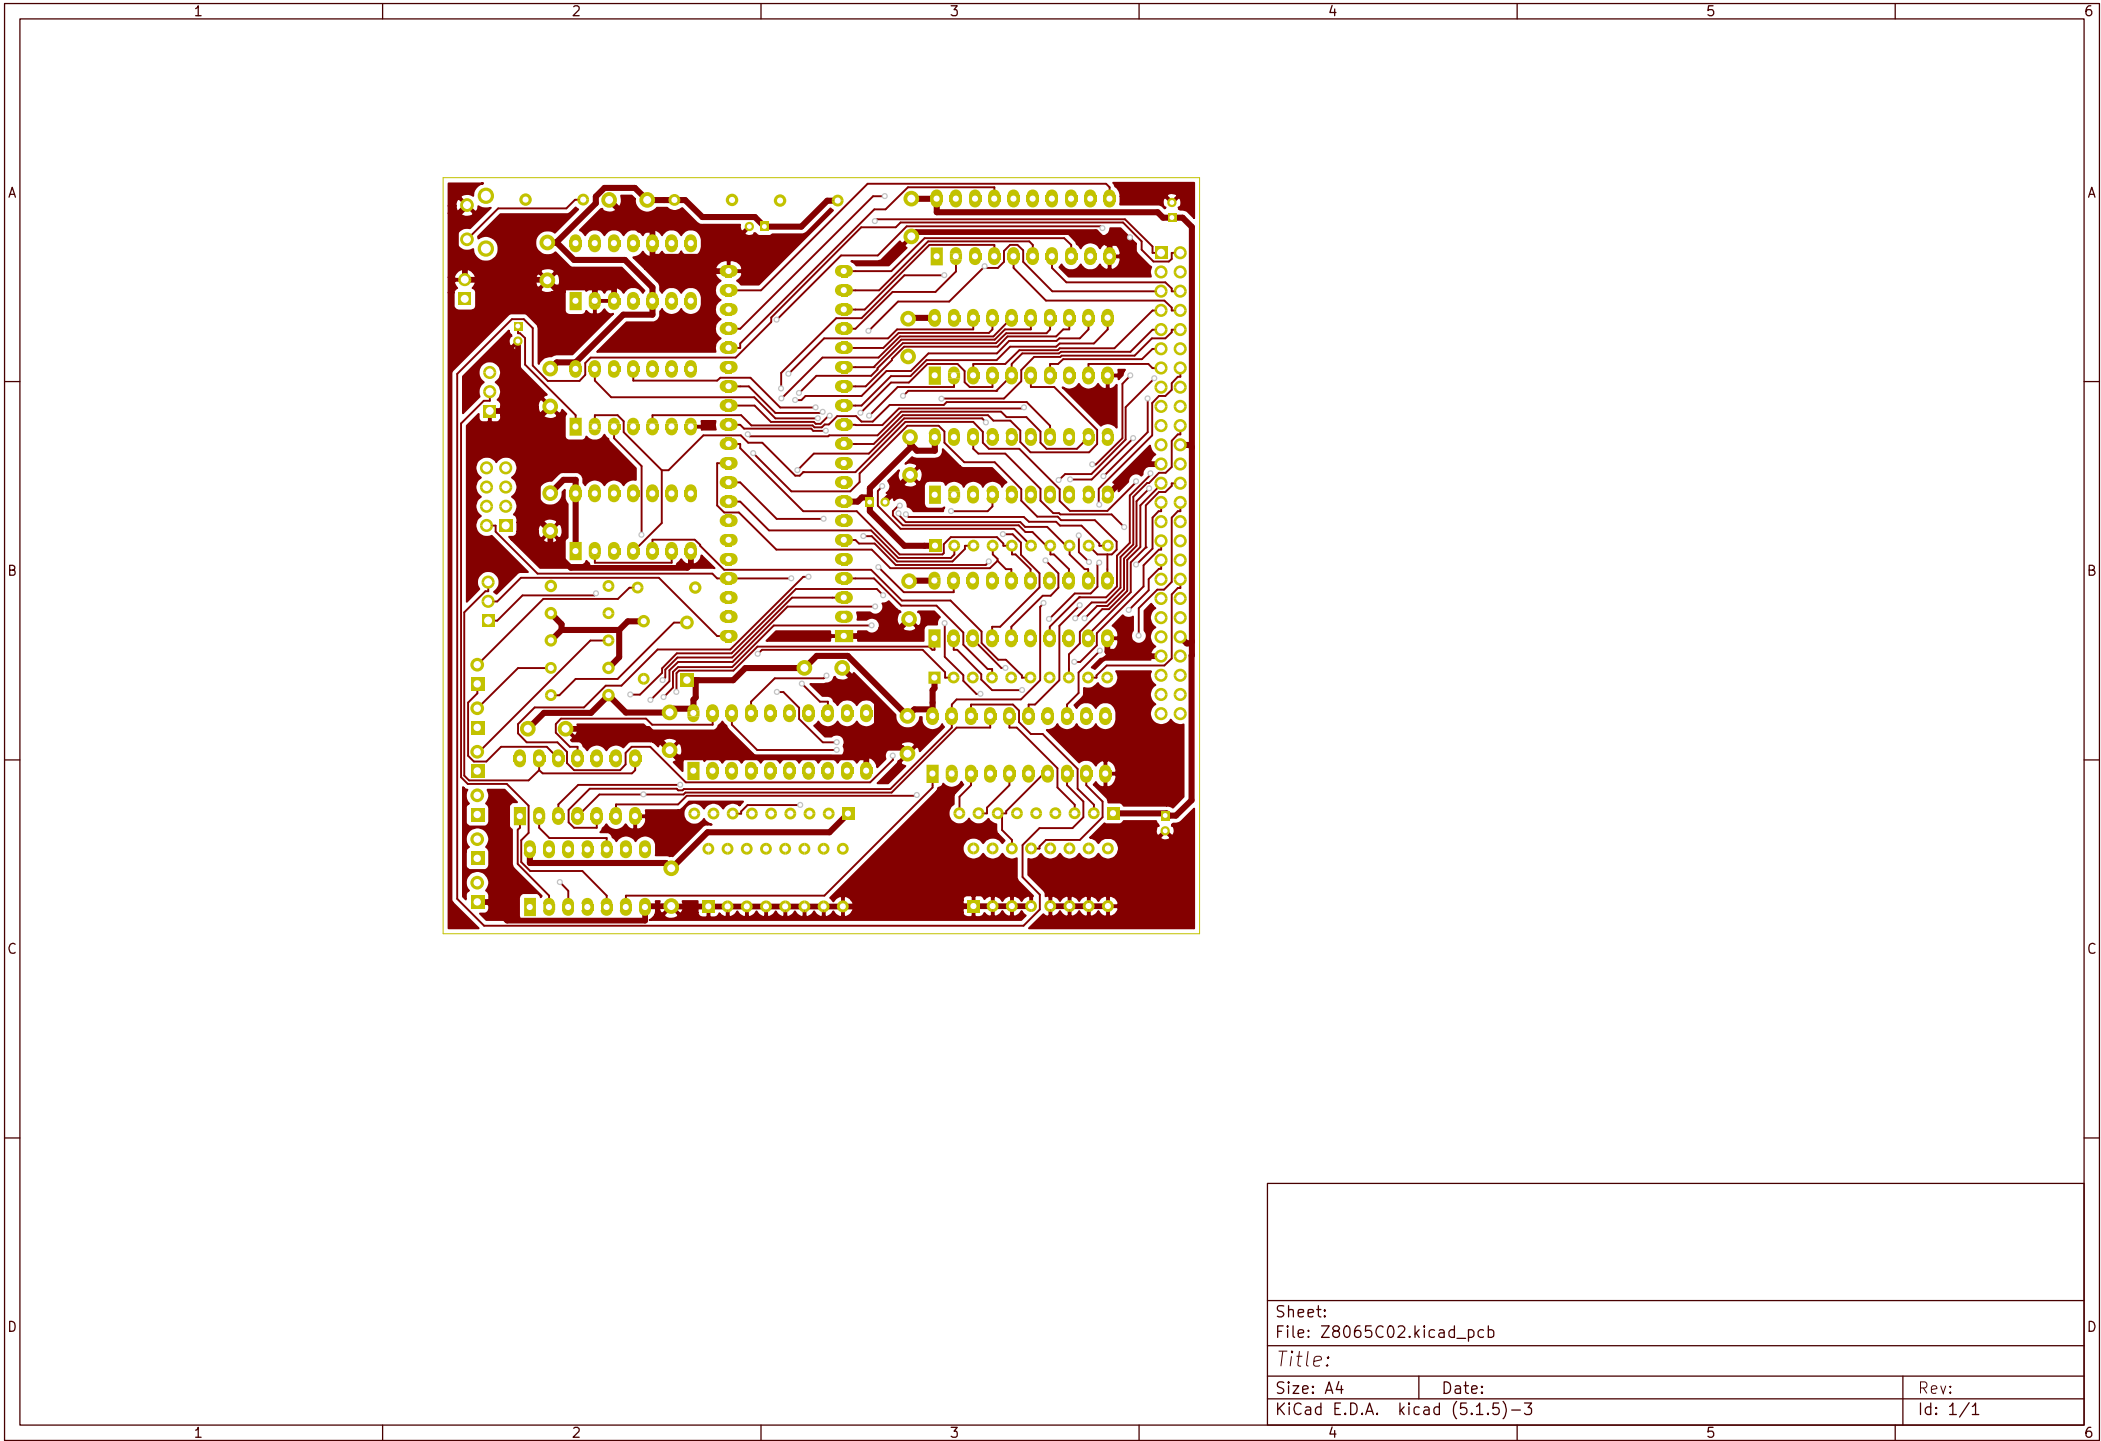 1 2 3 4 5 6
A A
B B
C C
D D
Sheet:
File: Z8065C02.kicad_pcb
Title:
Size: A4 Date: Rev:
KiCad E.D.A. kicad (5.1.5)-3 Id: 1/1
1 2 3 4 5 6